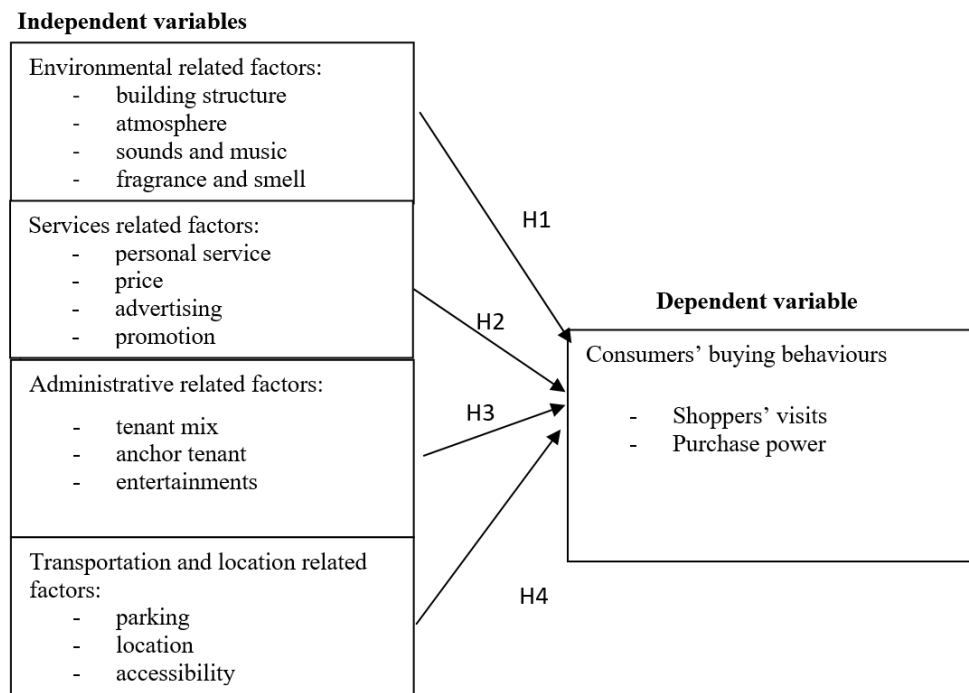 Independent variables
Environmental related factors:
- building structure
- atmosphere
- sounds and music
- fragrance and smell
Services related factors:
- personal service
- price
- advertising
- promotion
Administrative related factors:
- tenant mix
- anchor tenant
- entertainments
Transportation and location related
factors:
- parking
- location
- accessibility
H1
H2
H3
H4
Dependent variable
Consumers’ buying behaviours
- Shoppers’ visits
- Purchase power